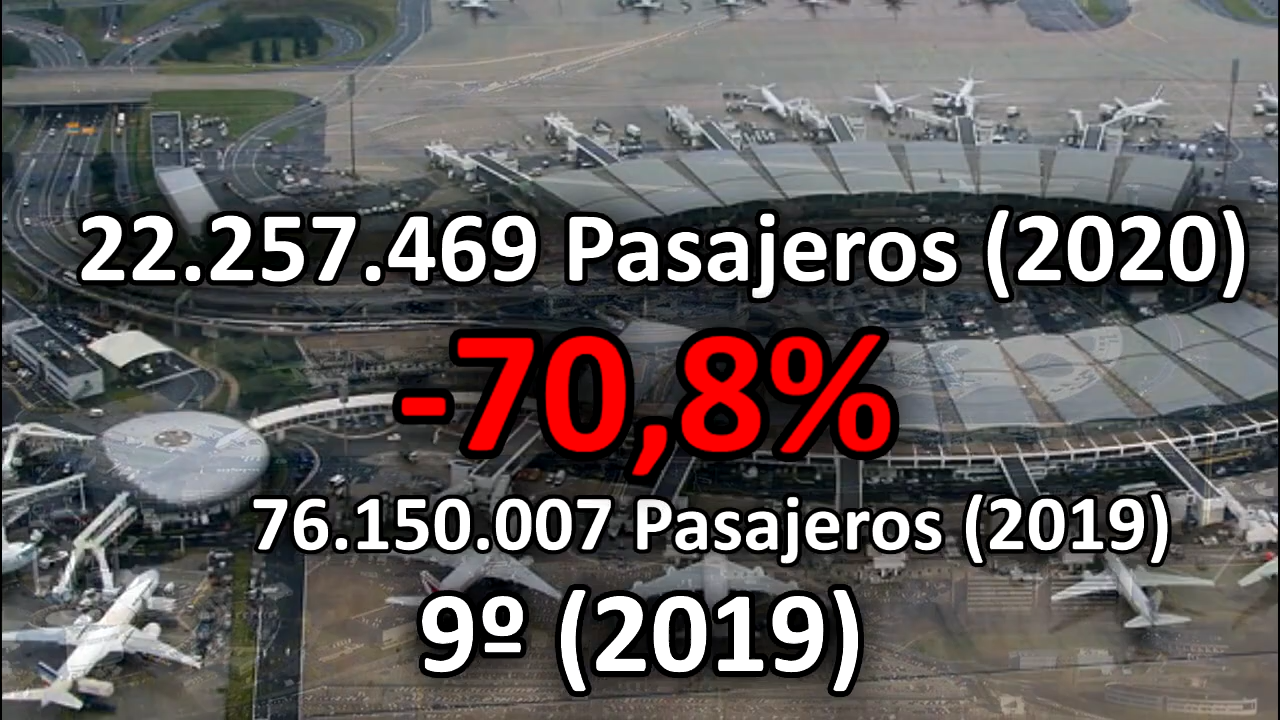 22.257.469 Pasajeros (2020)
-70,8%
76.150.007 Pasajeros (2019)
9º (2019)